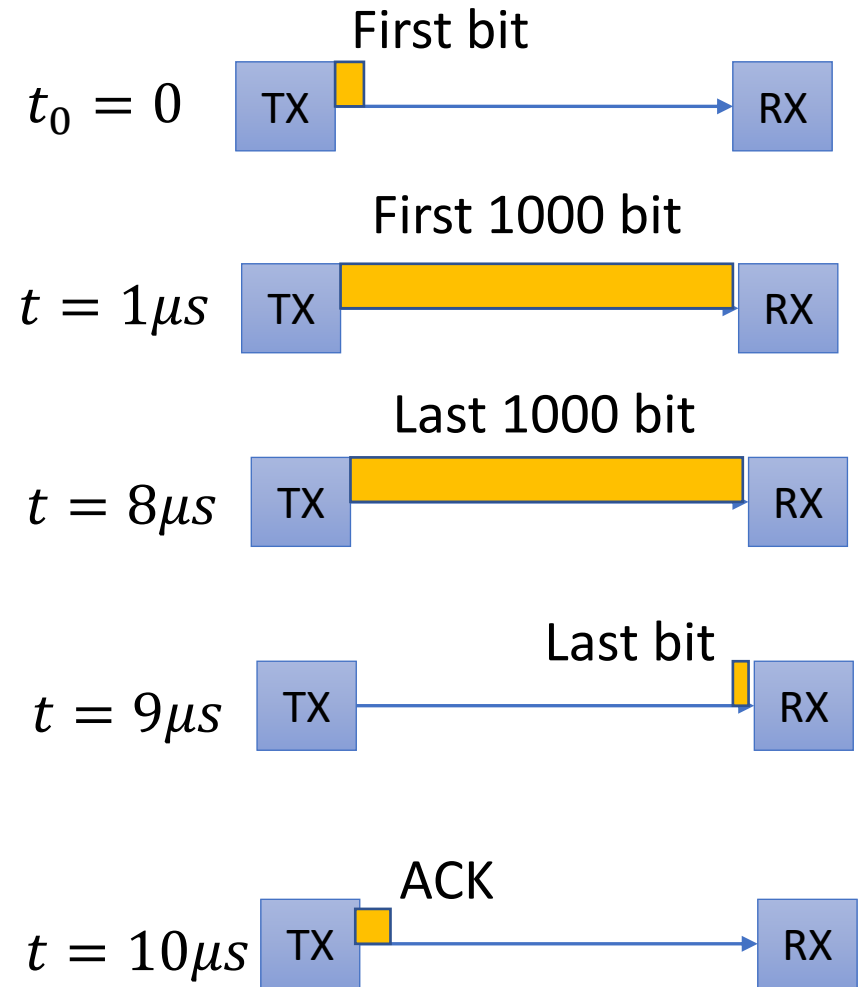 First bit
t₀ = 0 TX RX
First 1000 bit
t = 1μs TX RX
Last 1000 bit
t = 8μs TX RX
Last bit
t = 9μs TX RX
ACK
t = 10μs TX RX